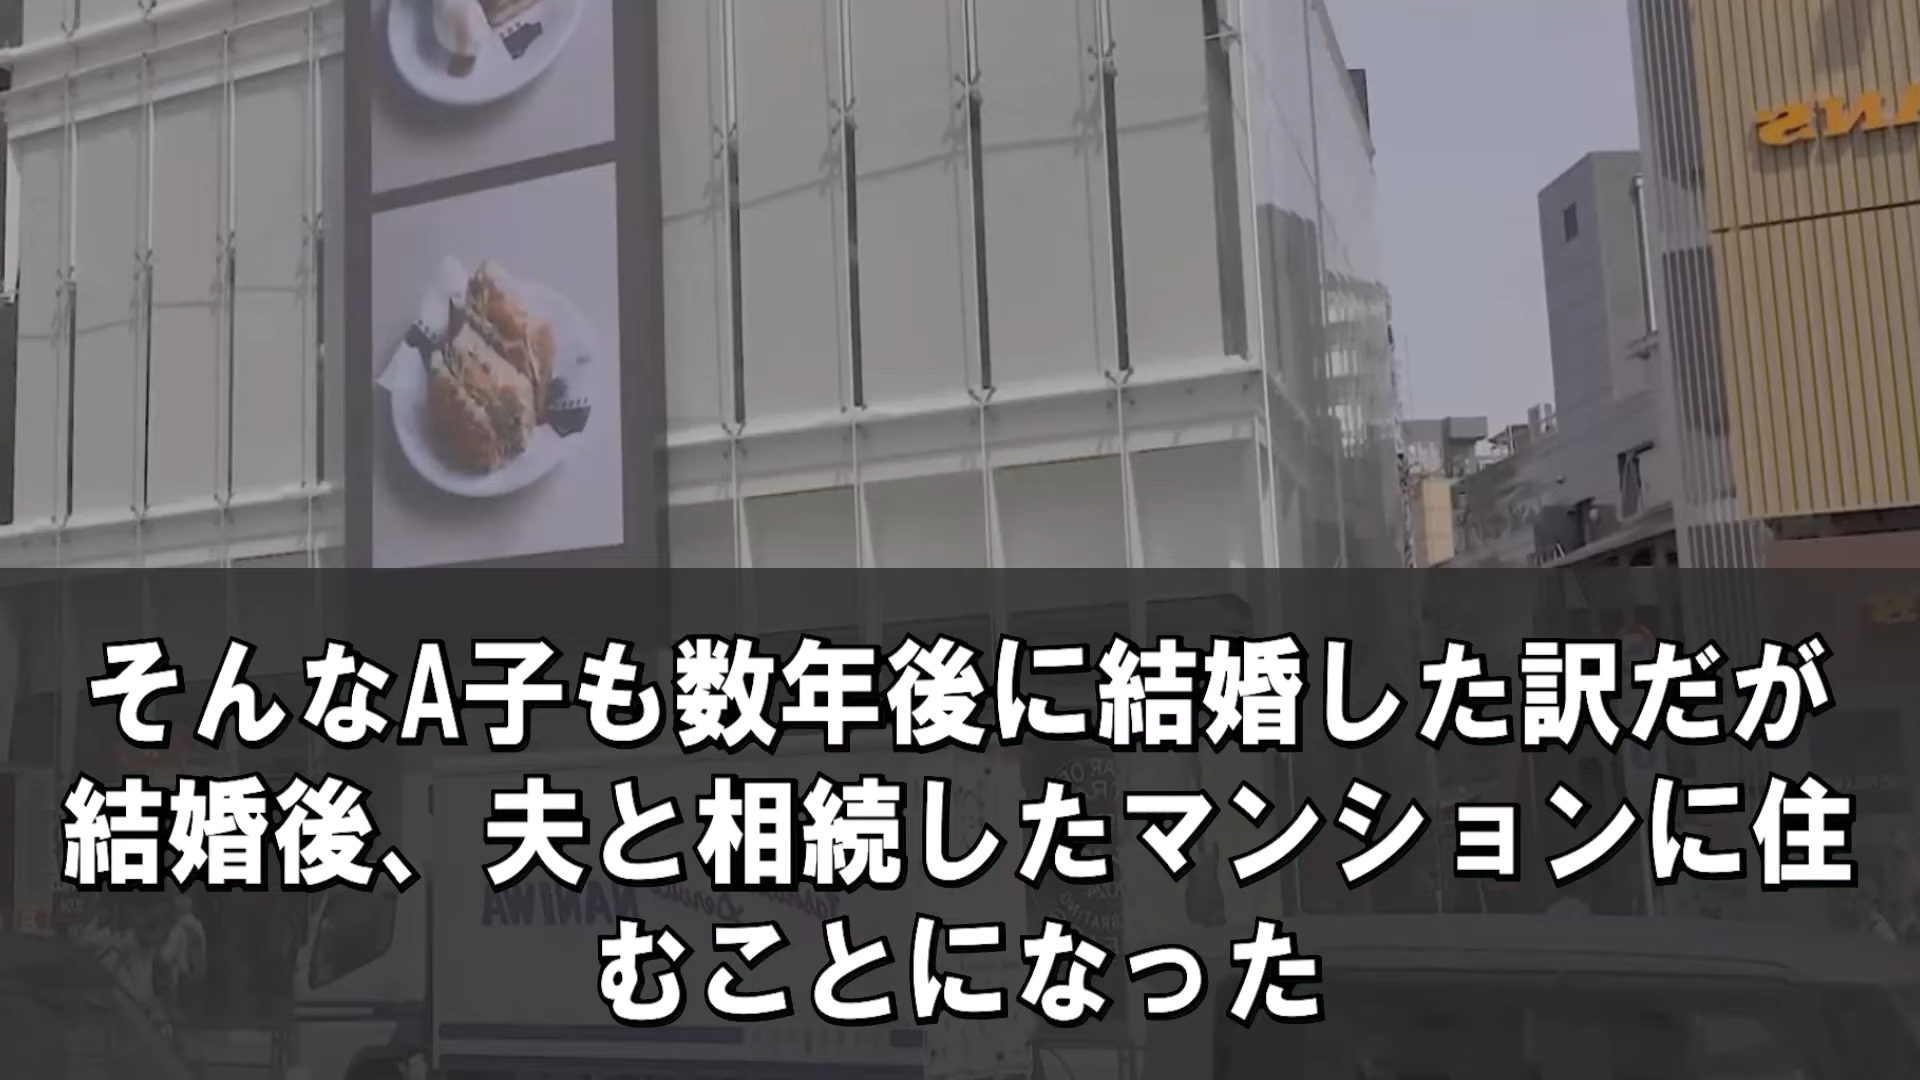 そんなA子も数年後に結婚した訳だが
結婚後、夫と相続したマンションに住
むことになった
NANIWA